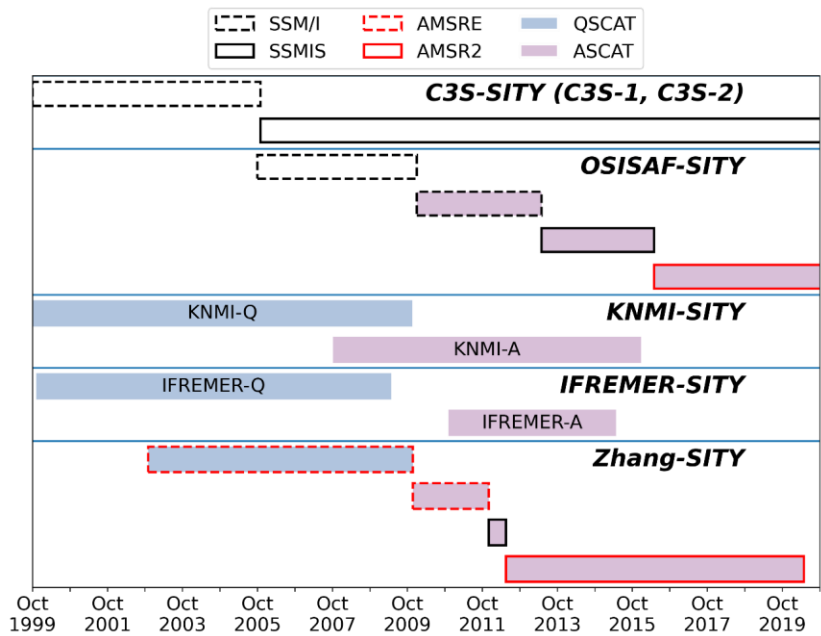 SSM/I AMSRE QSCAT
SSMIS AMSR2 ASCAT
C3S-SITY (C3S-1, C3S-2)
OSISAF-SITY
KNMI-Q
KNMI-SITY
KNMI-A
IFREMER-Q
IFREMER-SITY
IFREMER-A
Zhang-SITY
Oct Oct Oct Oct Oct Oct Oct Oct Oct Oct Oct
1999 2001 2003 2005 2007 2009 2011 2013 2015 2017 2019